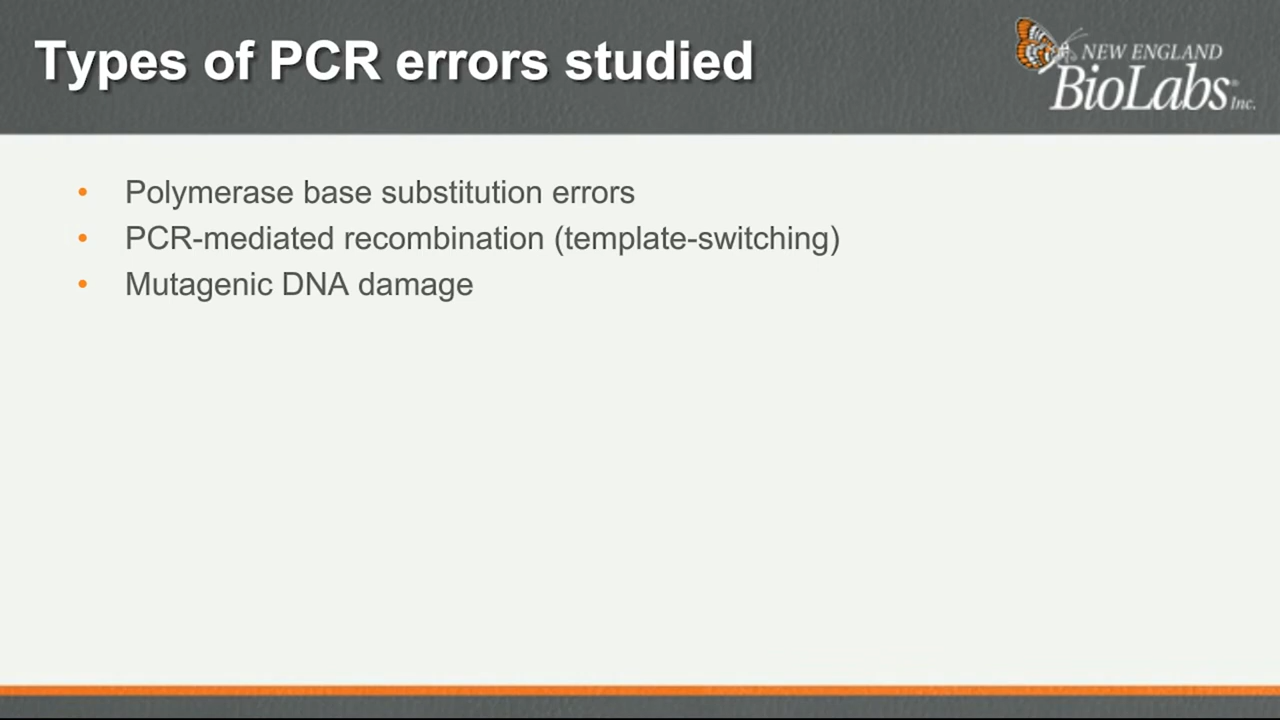 Types of PCR errors studied
NEW ENGLAND
BioLabs® Inc.
• Polymerase base substitution errors
• PCR-mediated recombination (template-switching)
• Mutagenic DNA damage